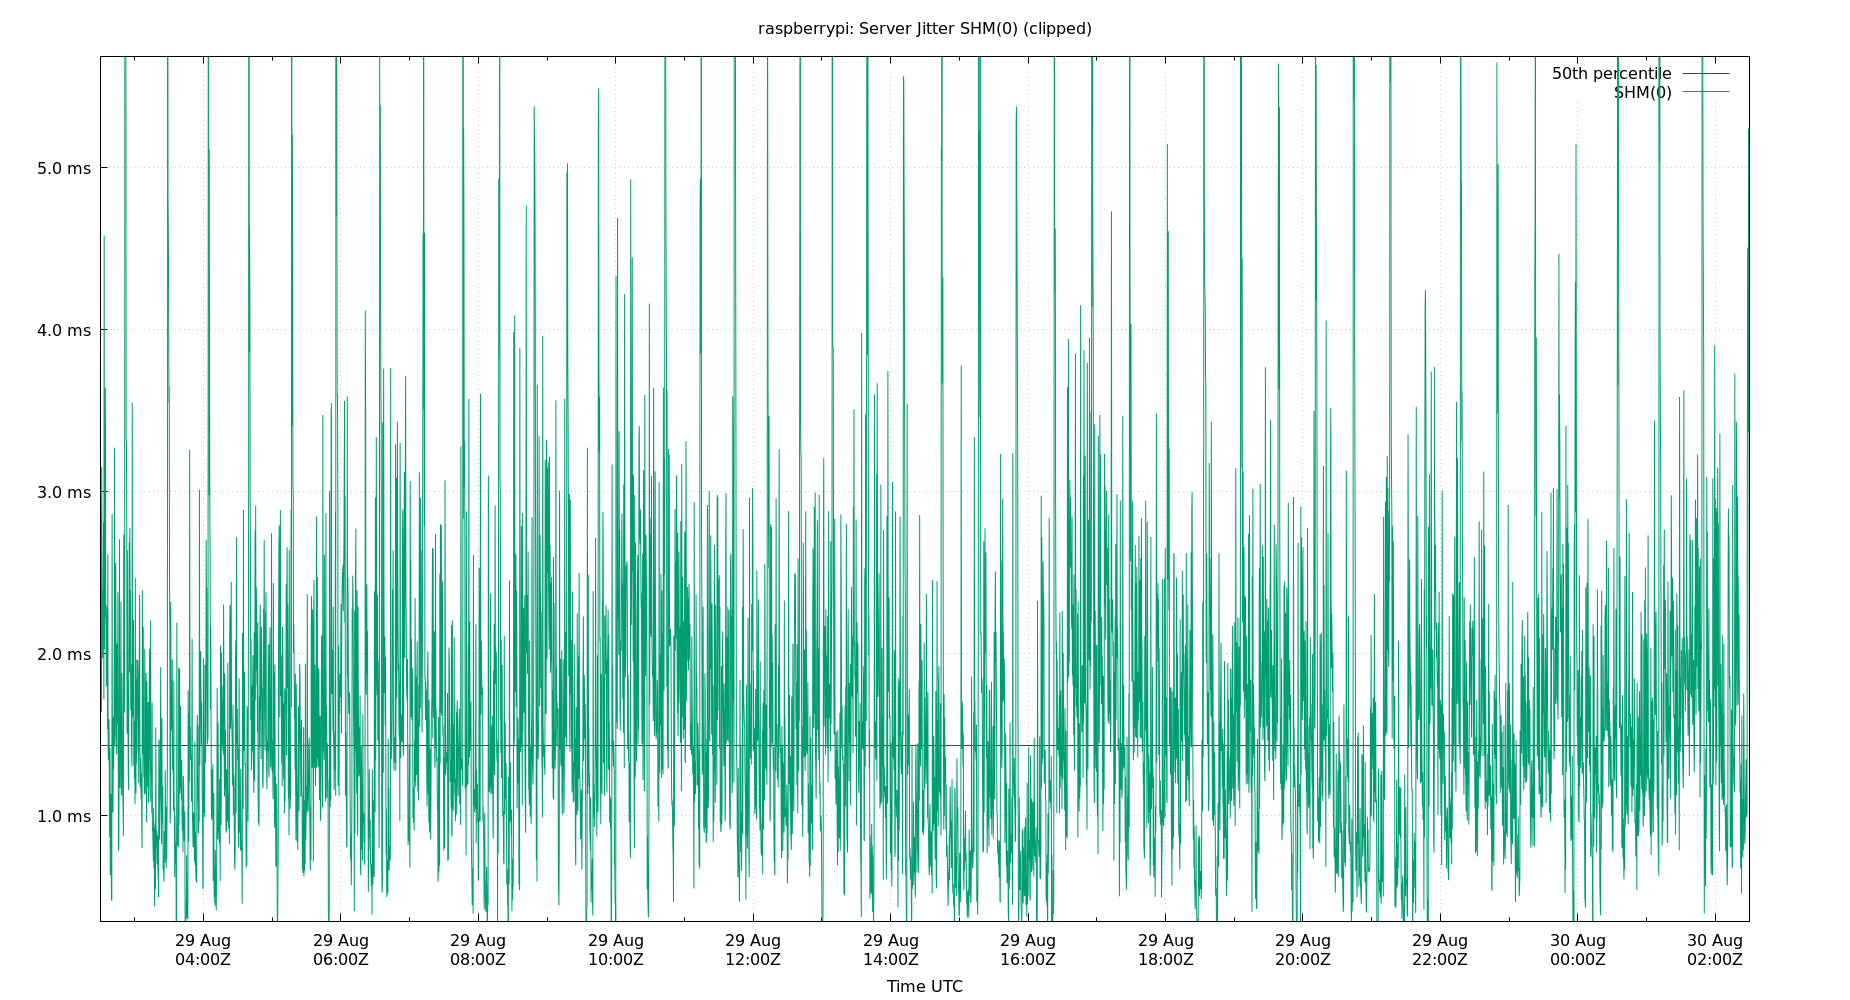 raspberrypi: Server Jitter SHM(0) (clipped)
50th percentile
SHM(0)
5.0 ms
4.0 ms
3.0 ms
2.0 ms
1.0 ms
29 Aug 29 Aug 29 Aug 29 Aug 29 Aug 29 Aug 29 Aug 29 Aug 29 Aug 29 Aug 30 Aug 30 Aug
04:00Z 06:00Z 08:00Z 10:00Z 12:00Z 14:00Z 16:00Z 18:00Z 20:00Z 22:00Z 00:00Z 02:00Z
Time UTC